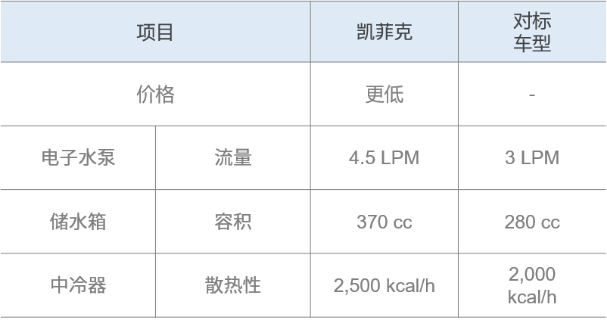 项目 凯菲克 对标
车型
价格 更低 -
电子水泵 流量 4.5 LPM 3 LPM
储水箱 容积 370 cc 280 cc
中冷器 散热性 2,500 kcal/h 2,000
kcal/h